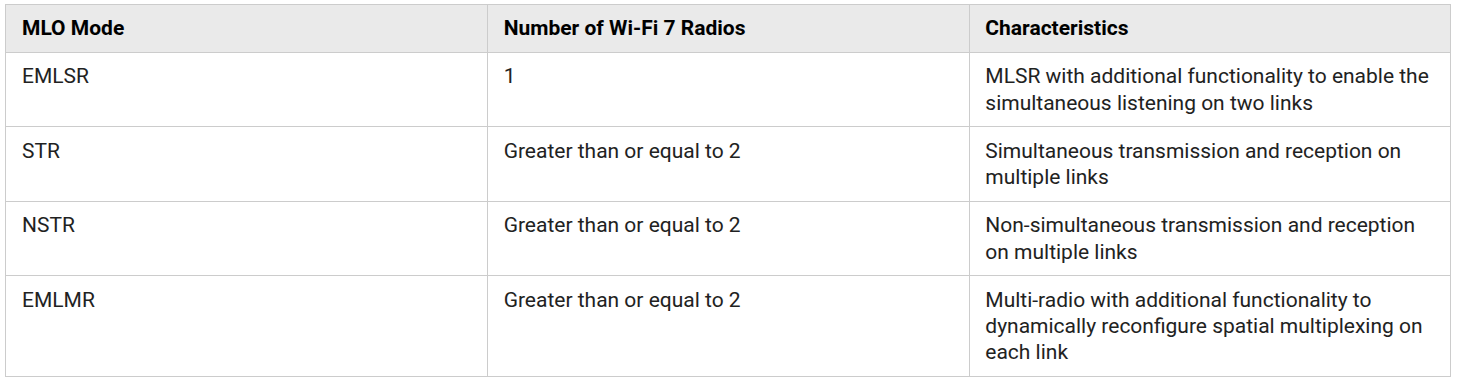 MLO Mode
Number of Wi-Fi 7 Radios
Characteristics
EMLSR
1
MLSR with additional functionality to enable the
simultaneous listening on two links
STR
Greater than or equal to 2
Simultaneous transmission and reception on
multiple links
NSTR
Greater than or equal to 2
Non-simultaneous transmission and reception
on multiple links
EMLMR
Greater than or equal to 2
Multi-radio with additional functionality to
dynamically reconfigure spatial multiplexing on
each link